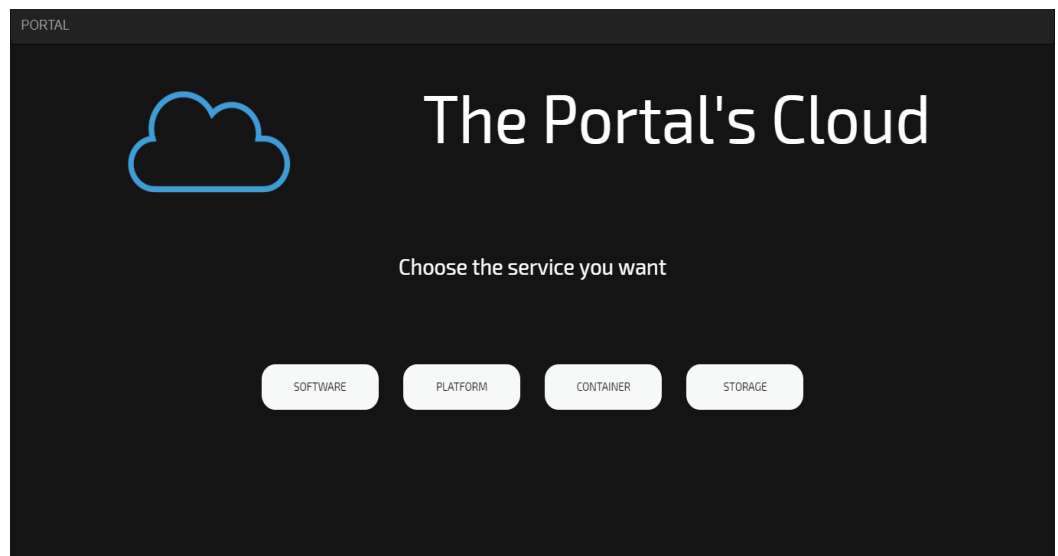 PORTAL
The Portal's Cloud
Choose the service you want
SOFTWARE PLATFORM CONTAINER STORAGE